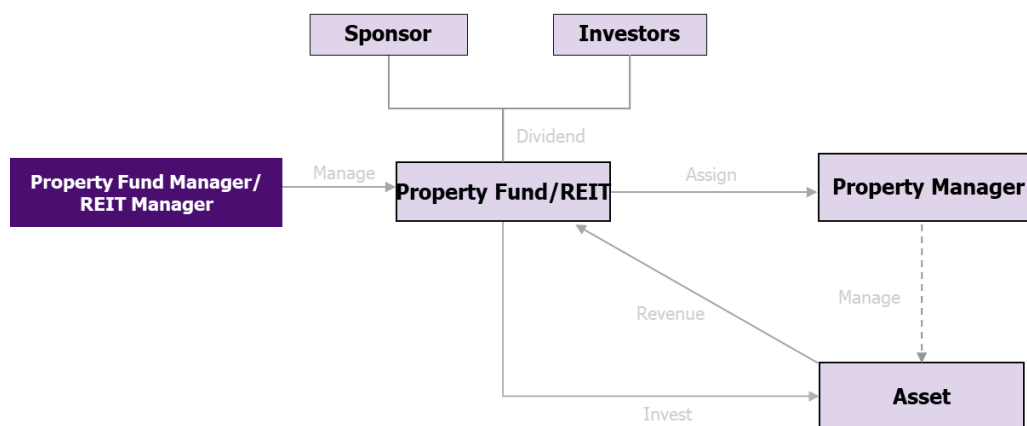 Sponsor
Investors
Dividend
Property Fund Manager/
REIT Manager
Manage
Property Fund/REIT
Assign
Property Manager
Revenue
Manage
Invest
Asset